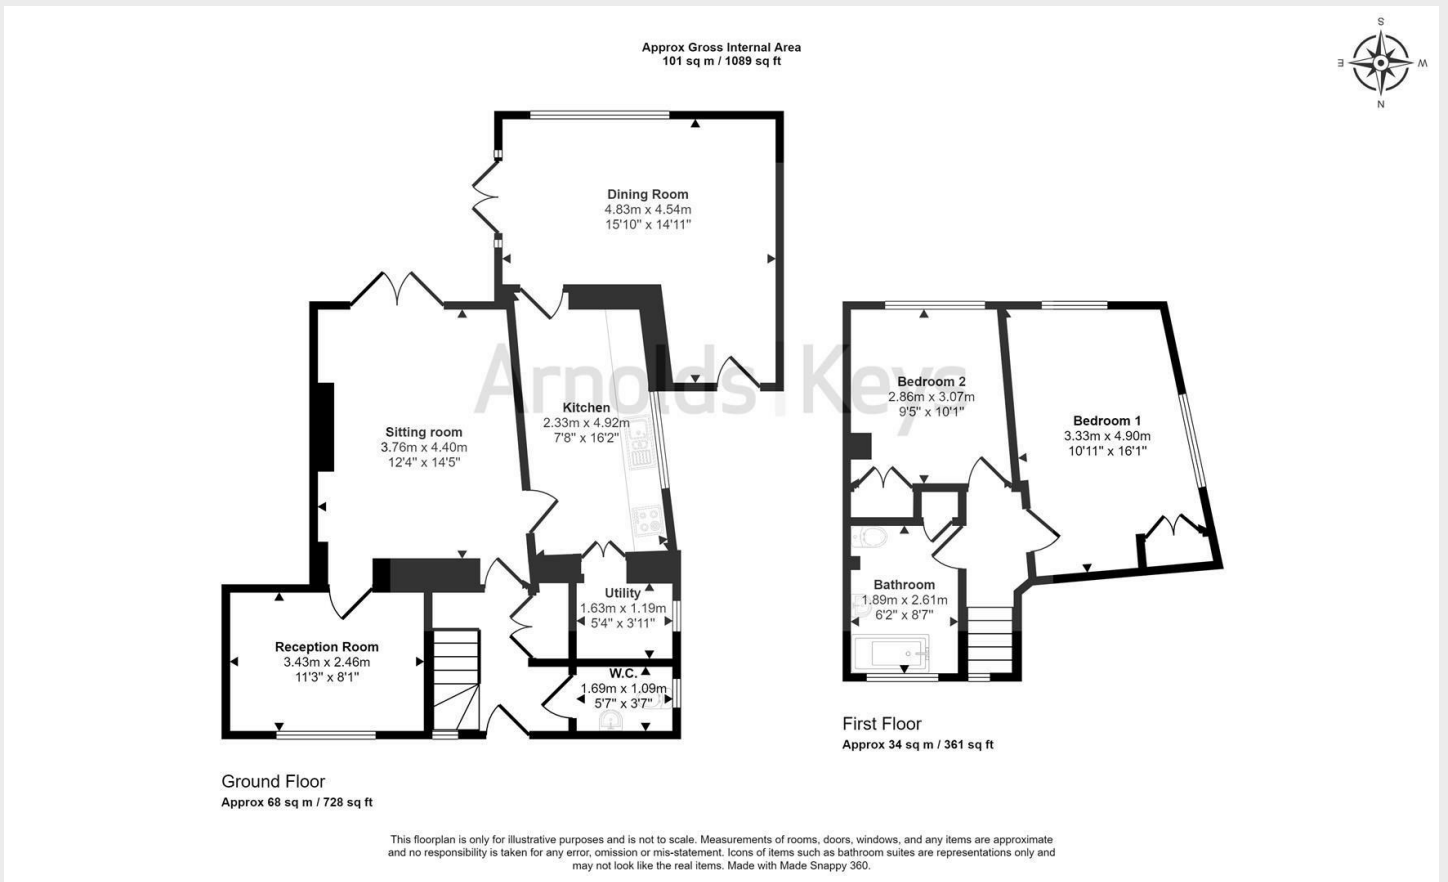 Approx Gross Internal Area
101 sq m / 1089 sq ft
S
E
W
N
Dining Room
4.83m x 4.54m
15'10" x 14'11"
Arnolds|Keys
Kitchen
2.33m x 4.92m
7'8" x 16'2"
Sitting room
3.76m x 4.40m
12'4" x 14'5"
Bedroom 2
2.86m x 3.07m
9'5" x 10'1"
Bedroom 1
3.33m x 4.90m
10'11" x 16'1"
Utility
1.63m x 1.19m
5'4" x 3'11"
Bathroom
1.89m x 2.61m
6'2" x 8'7"
Reception Room
3.43m x 2.46m
11'3" x 8'1"
W.C.
1.69m x 1.09m
5'7" x 3'7"
First Floor
Approx 34 sq m / 361 sq ft
Ground Floor
Approx 68 sq m / 728 sq ft
This floorplan is only for illustrative purposes and is not to scale. Measurements of rooms, doors, windows, and any items are approximate
and no responsibility is taken for any error, omission or mis-statement. Icons of items such as bathroom suites are representations only and
may not look like the real items. Made with Made Snappy 360.